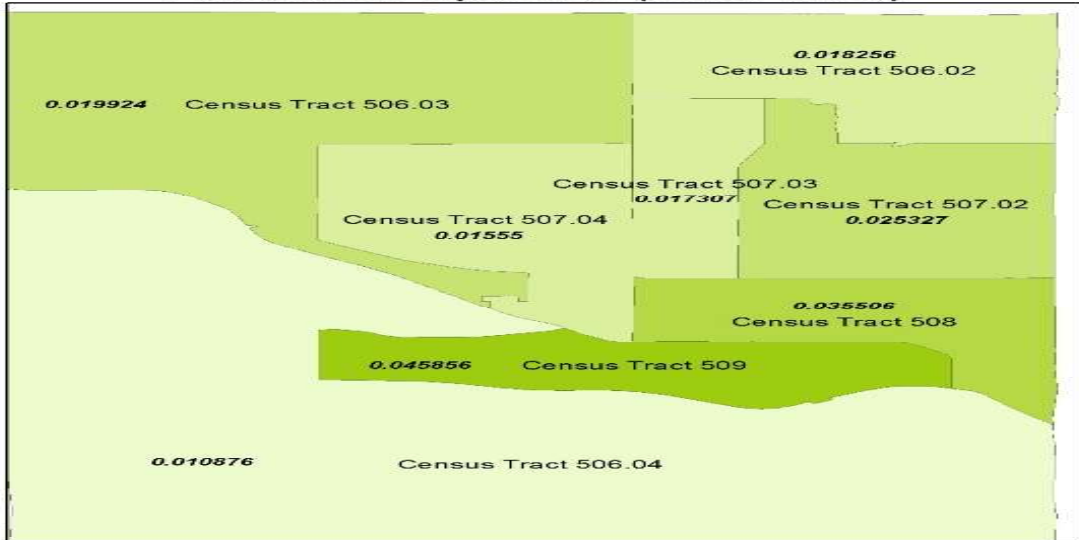 0.018256
Census Tract 506.02
0.019924 Census Tract 506.03
Census Tract 507.03
0.017307
Census Tract 507.02
0.025327
Census Tract 507.04
0.01555
0.035506
Census Tract 508
0.045856 Census Tract 509
0.010876 Census Tract 506.04